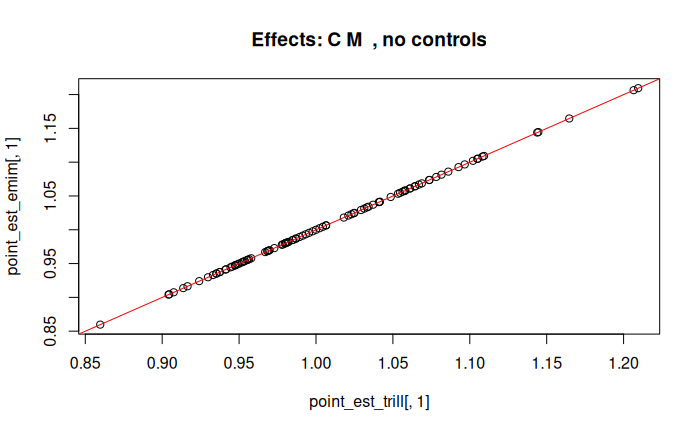 Effects: C M  , no controls
point_est_emim[, 1]
0.85 0.95 1.05 1.15
0.85 0.90 0.95 1.00 1.05 1.10 1.15 1.20
point_est_trill[, 1]